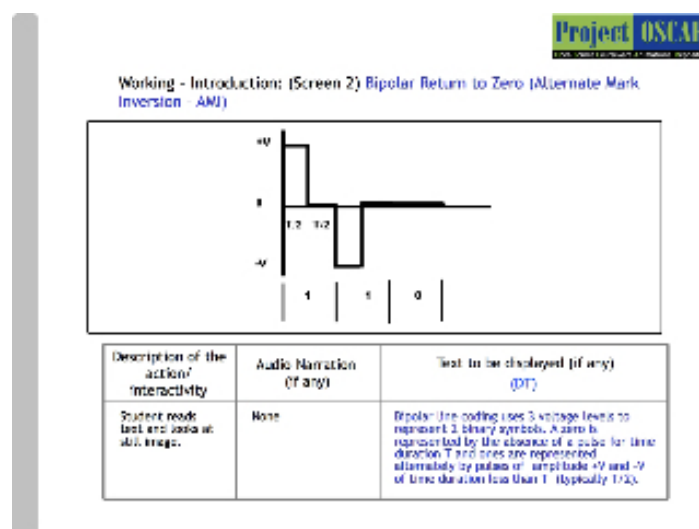 Project OSCAR
Working - Introduction: (Screen 2) Bipolar Return to Zero (Alternate Mark
Inversion - AMI)
+V
0
T/2 T/2
-V
1 1 0
Description of the
action/
interactivity
Audio Narration
(if any)
Text to be displayed (if any)
(DT)
Student reads
text and looks at
still image.
None
Bipolar line coding uses 3 voltage levels to
represent 2 binary symbols. A zero is
represented by the absence of a pulse for time
duration T and ones are represented
alternately by pulses of amplitude +V and -V
of time duration less than T (typically T/2).